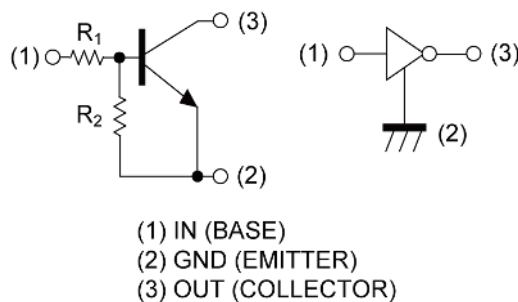 (3)
R₁
(1)
R₂
(2)
(1)
(3)
(2)
(1) IN (BASE)
(2) GND (EMITTER)
(3) OUT (COLLECTOR)